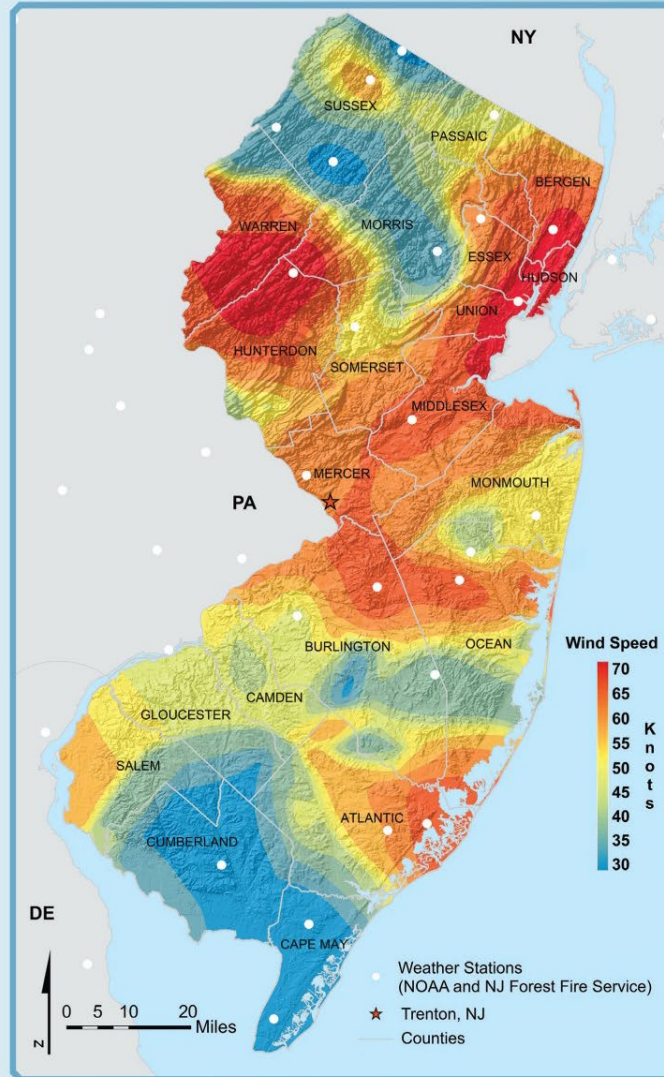 NY
SUSSEX
PASSAIC
BERGEN
WARREN
MORRIS
ESSEX
HUDSON
UNION
HUNTERDON
SOMERSET
MIDDLESEX
MERCER
MONMOUTH
PA
OCEAN
BURLINGTON
CAMDEN
GLOUCESTER
SALEM
ATLANTIC
CUMBERLAND
CAPE MAY
DE
Wind Speed
70
65
60
55
50
45
40
35
30
Knots
Weather Stations
(NOAA and NJ Forest Fire Service)
Trenton, NJ
Counties
0 5 10 20
Miles
N